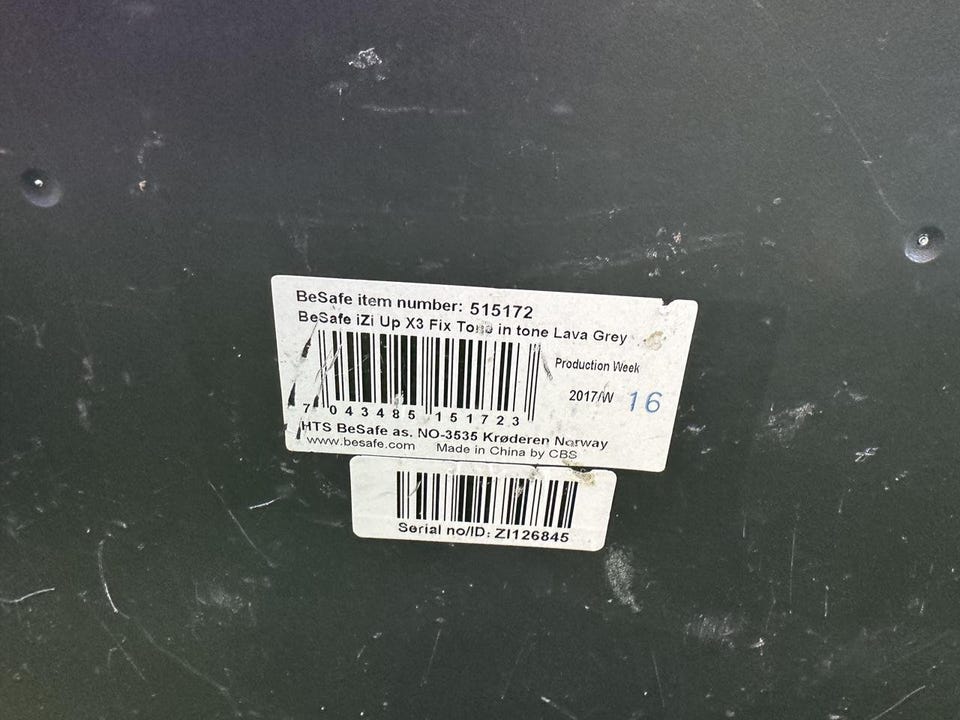 BeSafe item number: 515172
BeSafe iZi Up X3 Fix Tone in tone Lava Grey
Production Week
2017/W 16
7 043485 151723
HTS BeSafe as. NO-3535 Krøderen Norway
www.besafe.com Made in China by CBS
Serial no/ID: ZI126845